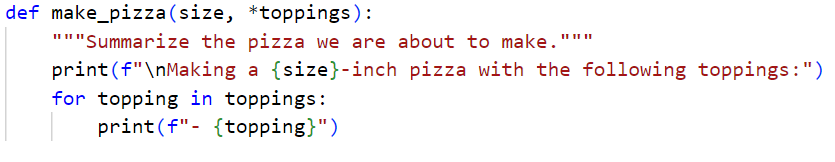 def make_pizza(size, *toppings):
    """Summarize the pizza we are about to make."""
    print(f"\nMaking a {size}-inch pizza with the following toppings:")
    for topping in toppings:
        print(f"- {topping}")